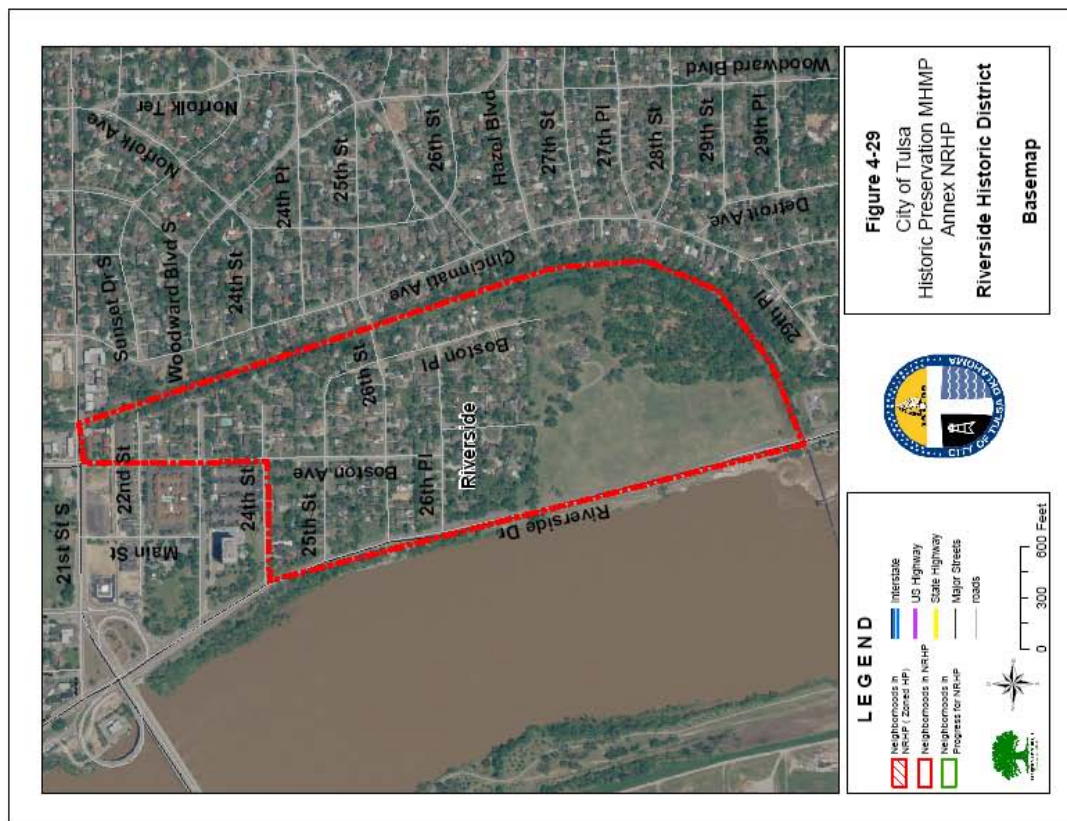 21st St S
Sunset Dr S
Norfolk Ter
Norfolk Ave
22nd St
Woodward Blvd S
Main St
24th St
24th St
24th Pl
25th St
25th St
Cincinnati Ave
26th St
26th St
Boston Ave
Boston Pl
26th Pl
Hazel Blvd
Riverside
27th St
27th Pl
Riverside Dr
28th St
29th St
29th Pl
29th Pl
Detroit Ave
Woodward Blvd
LEGEND
Neighborhoods in
NRHP ( Zoned HP)
Neighborhoods in NRHP
Neighborhoods in
Progress for NRHP
Interstate
US Highway
State Highway
Major Streets
roads
0 300 600 Feet
CITY OF TULSA OKLAHOMA
Figure 4-29
City of Tulsa
Historic Preservation MHMP
Annex NRHP
Riverside Historic District
Basemap